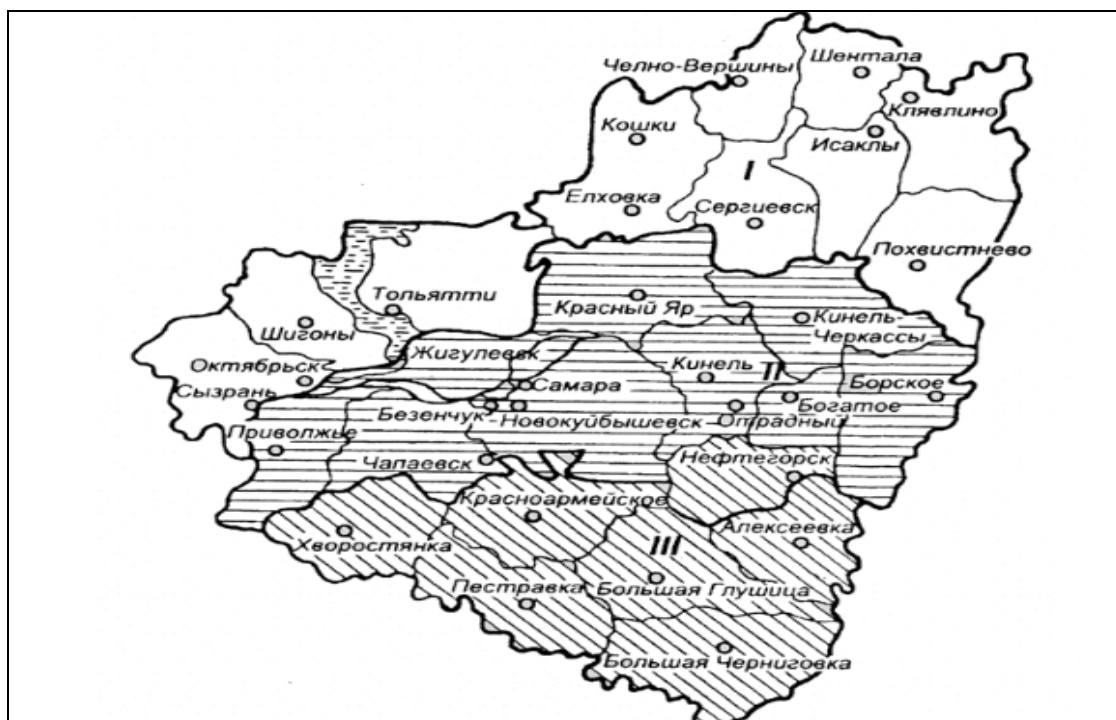 Шентала
Челно-Вершины
Клявлино
Кошки
Исаклы
I
Елховка
Сергиевск
Похвистнево
Тольятти
Красный Яр
Кинель-
Черкассы
Шигоны
Жигулевск
Октябрьск
Кинель
II
Самара
Борское
Сызрань
Безенчук
Новокуйбышевск
Отрадный
Богатое
Приволжье
Чапаевск
Нефтегорск
Красноармейское
Алексеевка
Хворостянка
III
Пестравка
Большая Глушица
Большая Черниговка